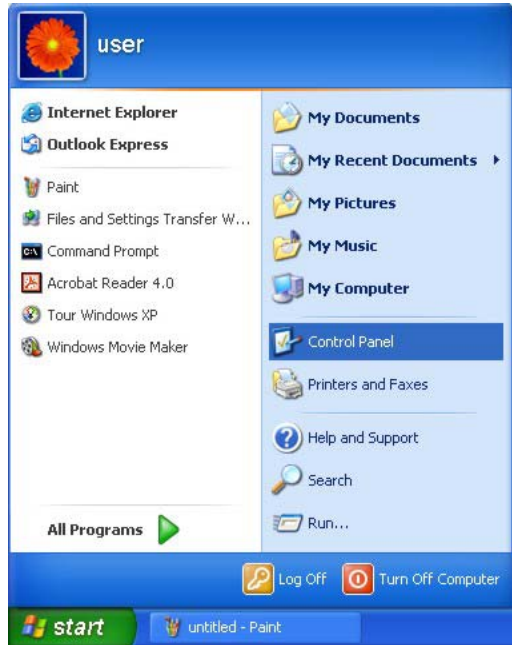 user
Internet Explorer
Outlook Express
Paint
Files and Settings Transfer W...
Command Prompt
Acrobat Reader 4.0
Tour Windows XP
Windows Movie Maker
All Programs
My Documents
My Recent Documents
My Pictures
My Music
My Computer
Control Panel
Printers and Faxes
Help and Support
Search
Run...
Log Off
Turn Off Computer
start
untitled - Paint